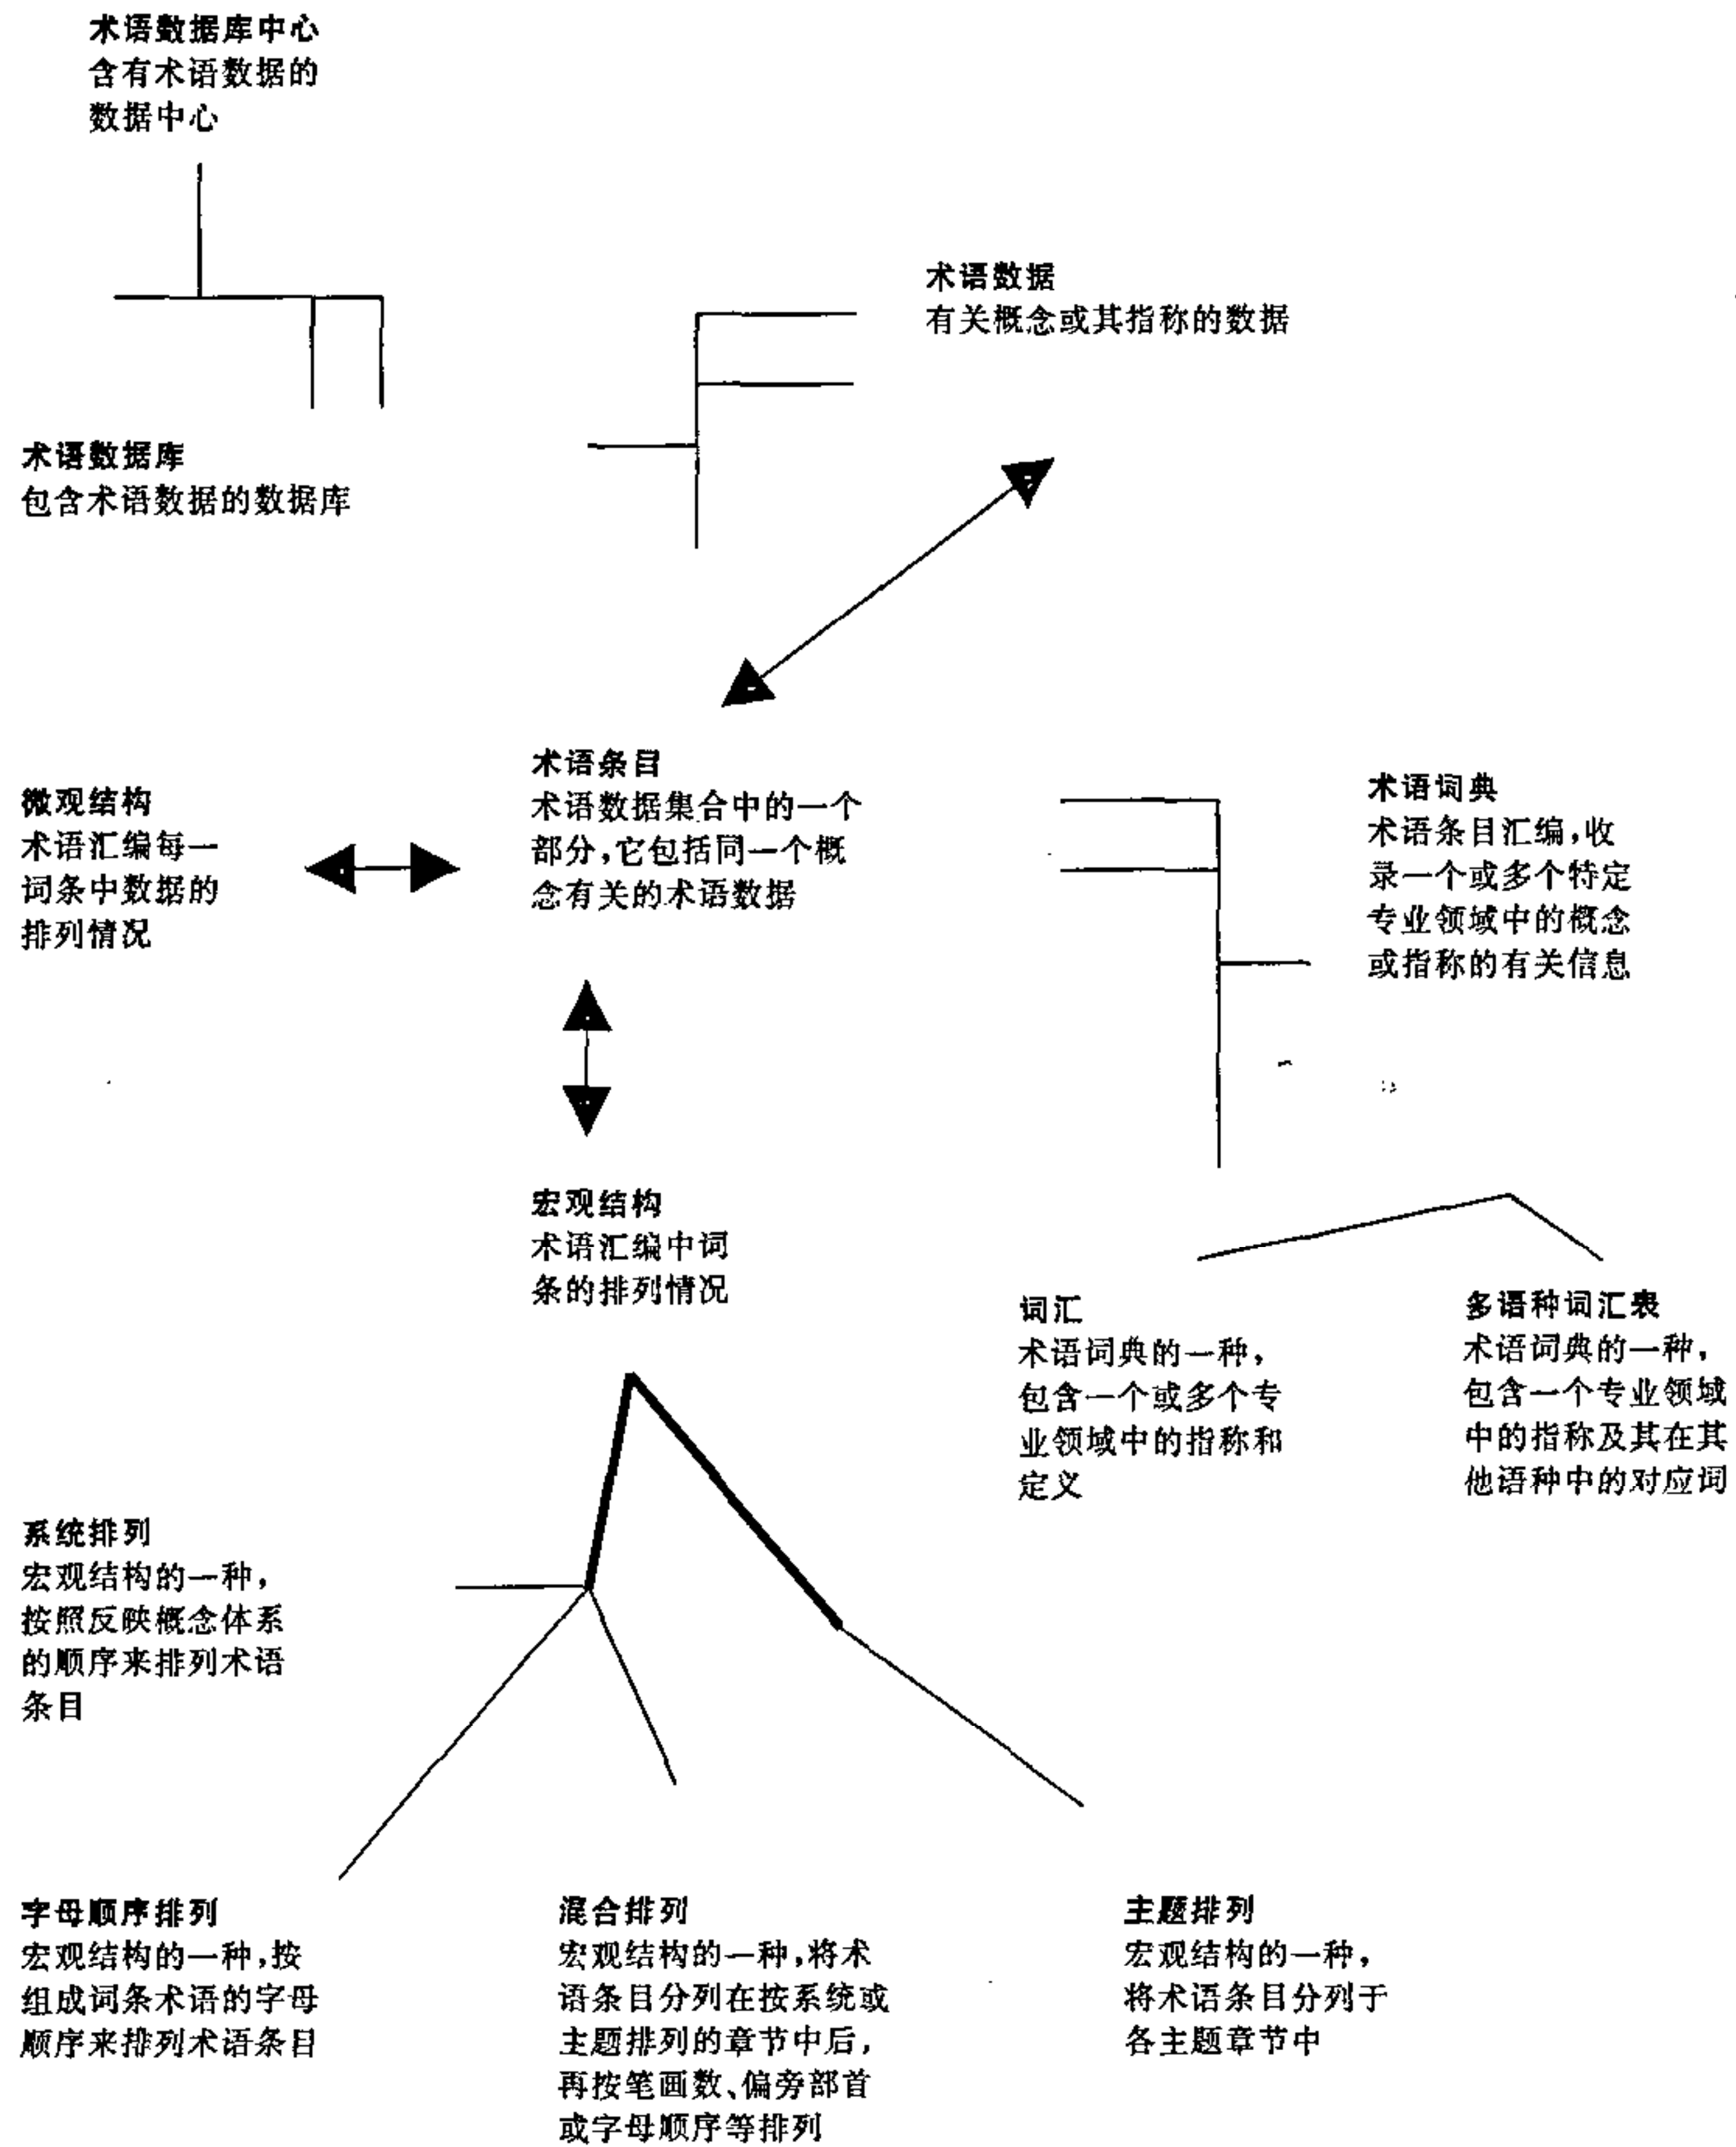 术语数据库中心
含有术语数据的
数据中心
术语数据
有关概念或其指称的数据
术语数据库
包含术语数据的数据库
术语条目
术语数据集合中的一个
部分,它包括同一个概
念有关的术语数据
微观结构
术语汇编每一
词条中数据的
排列情况
术语词典
术语条目汇编,收
录一个或多个特定
专业领域中的概念
或指称的有关信息
宏观结构
术语汇编中词
条的排列情况
词汇
术语词典的一种,
包含一个或多个专
业领域中的指称和
定义
多语种词汇表
术语词典的一种,
包含一个专业领域
中的指称及其在其
他语种中的对应词
系统排列
宏观结构的一种,
按照反映概念体系
的顺序来排列术语
条目
字母顺序排列
宏观结构的一种,按
组成词条术语的字母
顺序来排列术语条目
混合排列
宏观结构的一种,将术
语条目分列在按系统或
主题排列的章节中后,
再按笔画数、偏旁部首
或字母顺序等排列
主题排列
宏观结构的一种,
将术语条目分列于
各主题章节中